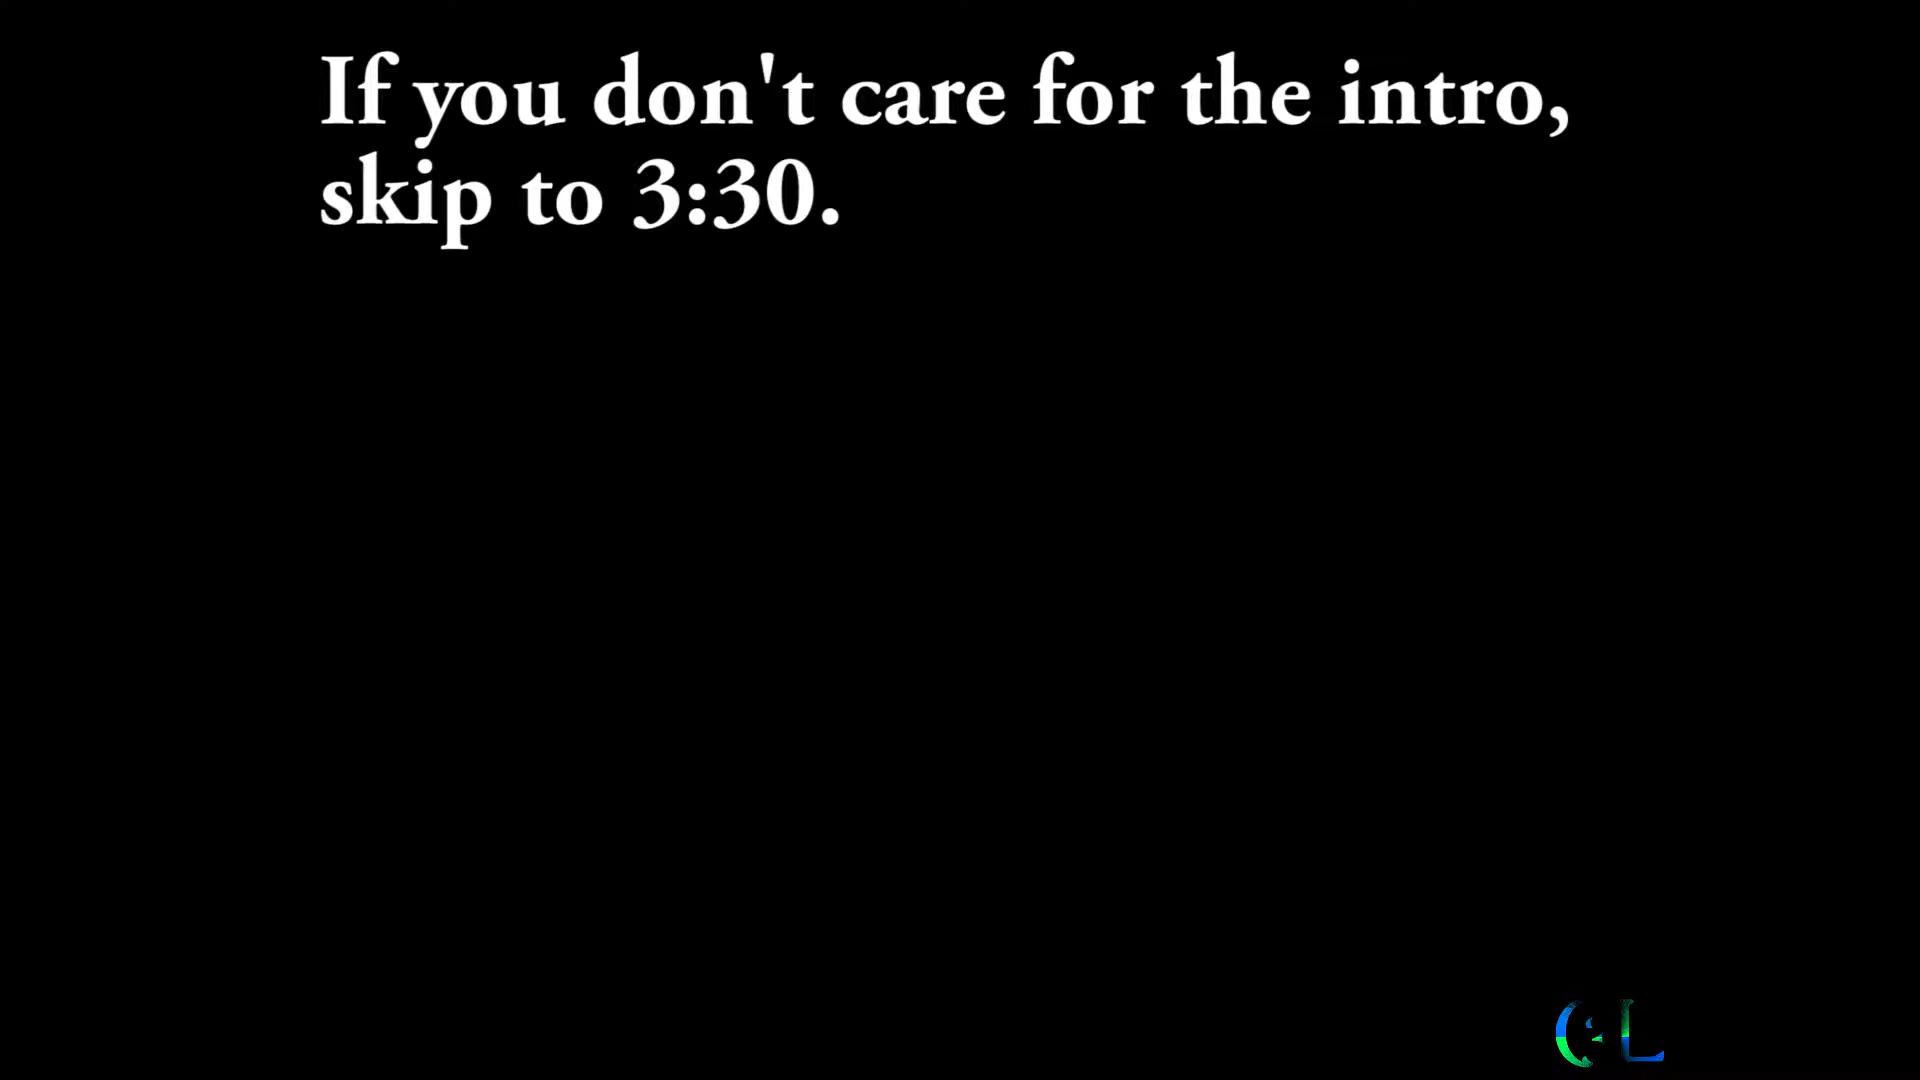 If you don't care for the intro,
skip to 3:30.